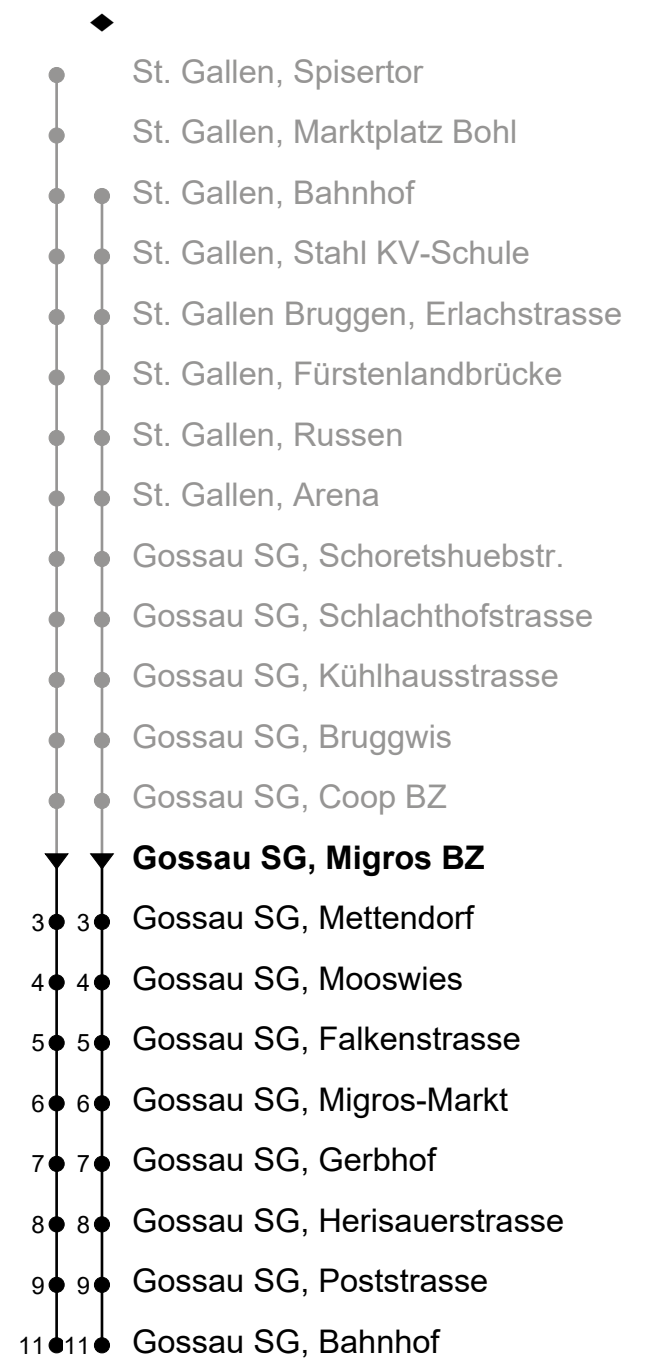 St. Gallen, Spisertor
St. Gallen, Marktplatz Bohl
St. Gallen, Bahnhof
St. Gallen, Stahl KV-Schule
St. Gallen Bruggen, Erlachstrasse
St. Gallen, Fürstenlandbrücke
St. Gallen, Russen
St. Gallen, Arena
Gossau SG, Schoretshuebstr.
Gossau SG, Schlachthofstrasse
Gossau SG, Kühlhausstrasse
Gossau SG, Bruggwis
Gossau SG, Coop BZ
Gossau SG, Migros BZ
3 3 Gossau SG, Mettendorf
4 4 Gossau SG, Mooswies
5 5 Gossau SG, Falkenstrasse
6 6 Gossau SG, Migros-Markt
7 7 Gossau SG, Gerbhof
8 8 Gossau SG, Herisauerstrasse
9 9 Gossau SG, Poststrasse
11 11 Gossau SG, Bahnhof